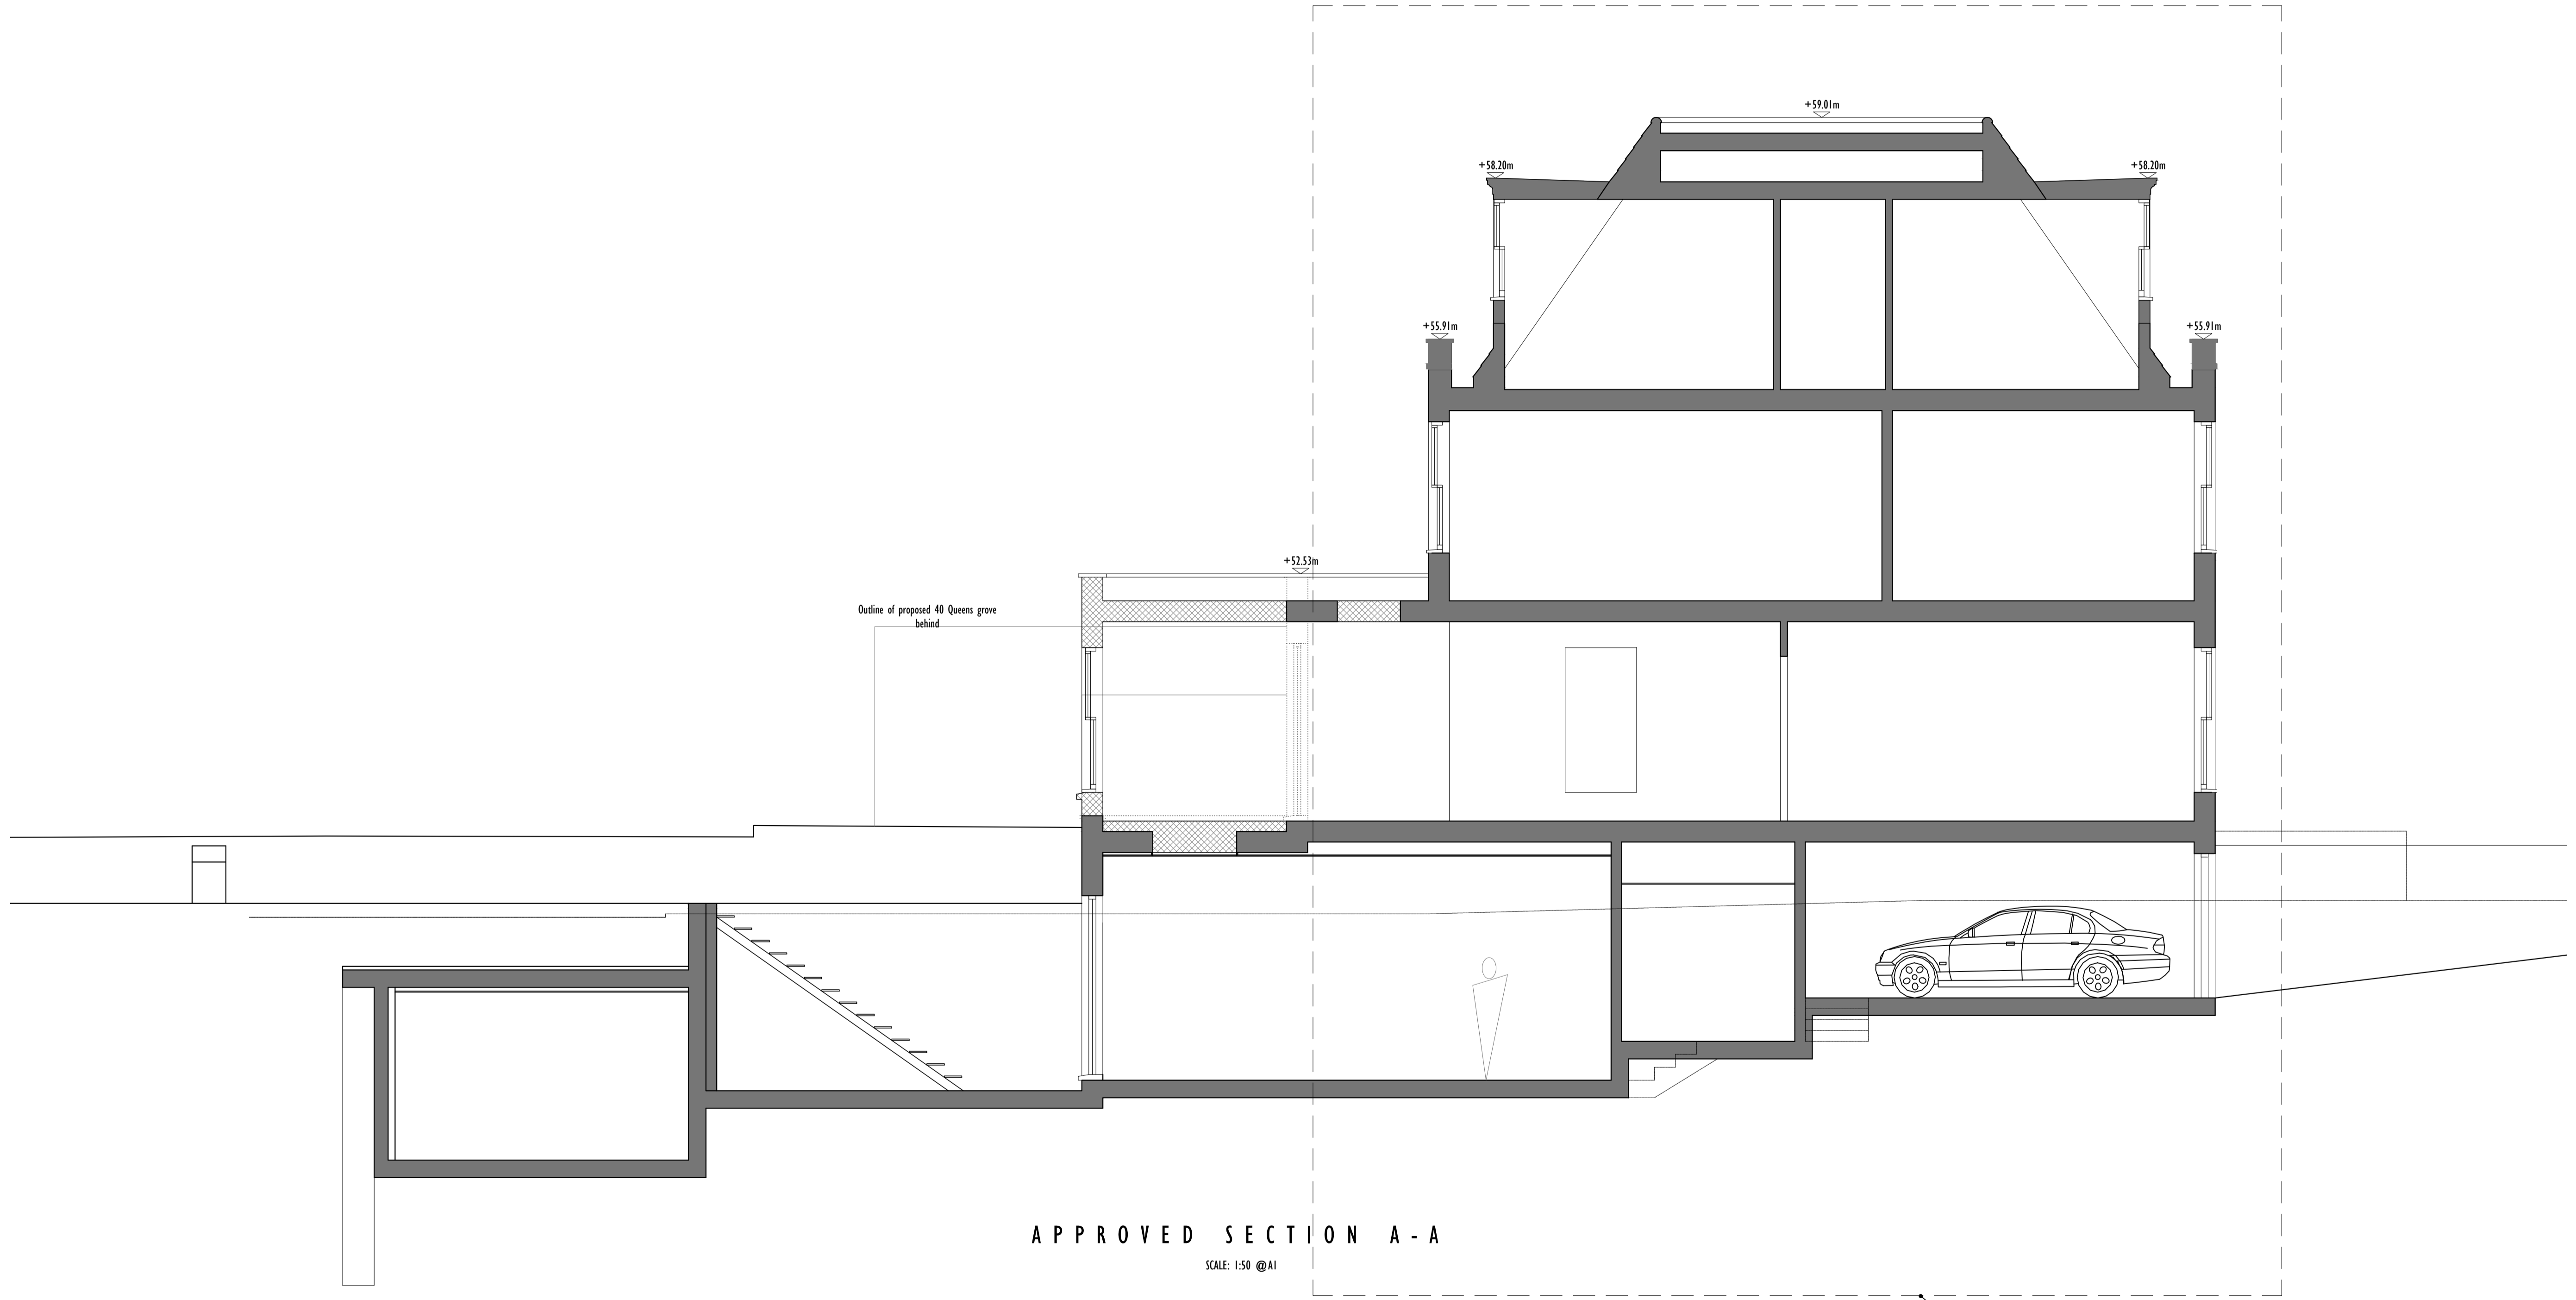 +59.01m
+58.20m
+58.20m
+55.91m
+55.91m
+52.53m
Outline of proposed 40 Queens grove
behind
APPROVED SECTION A-A
SCALE: 1:50 @A1